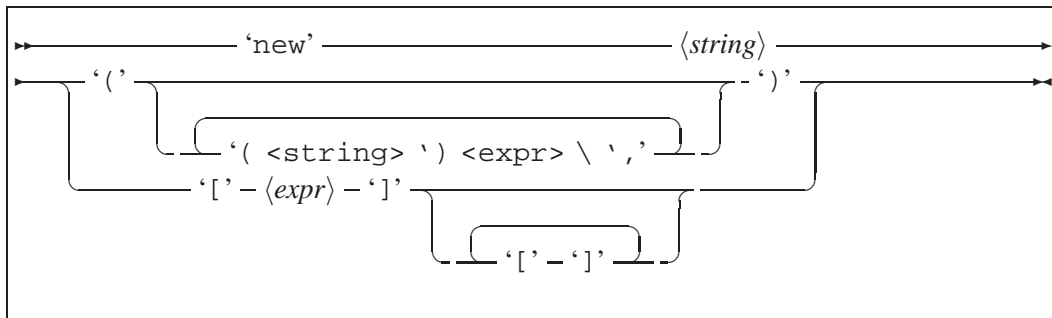 ‘new’ ⟨string⟩
‘(’ ‘)’
‘( <string> ‘) <expr> \ ‘,’
‘[’ ⟨expr⟩ ‘]’
‘[’ ‘]’